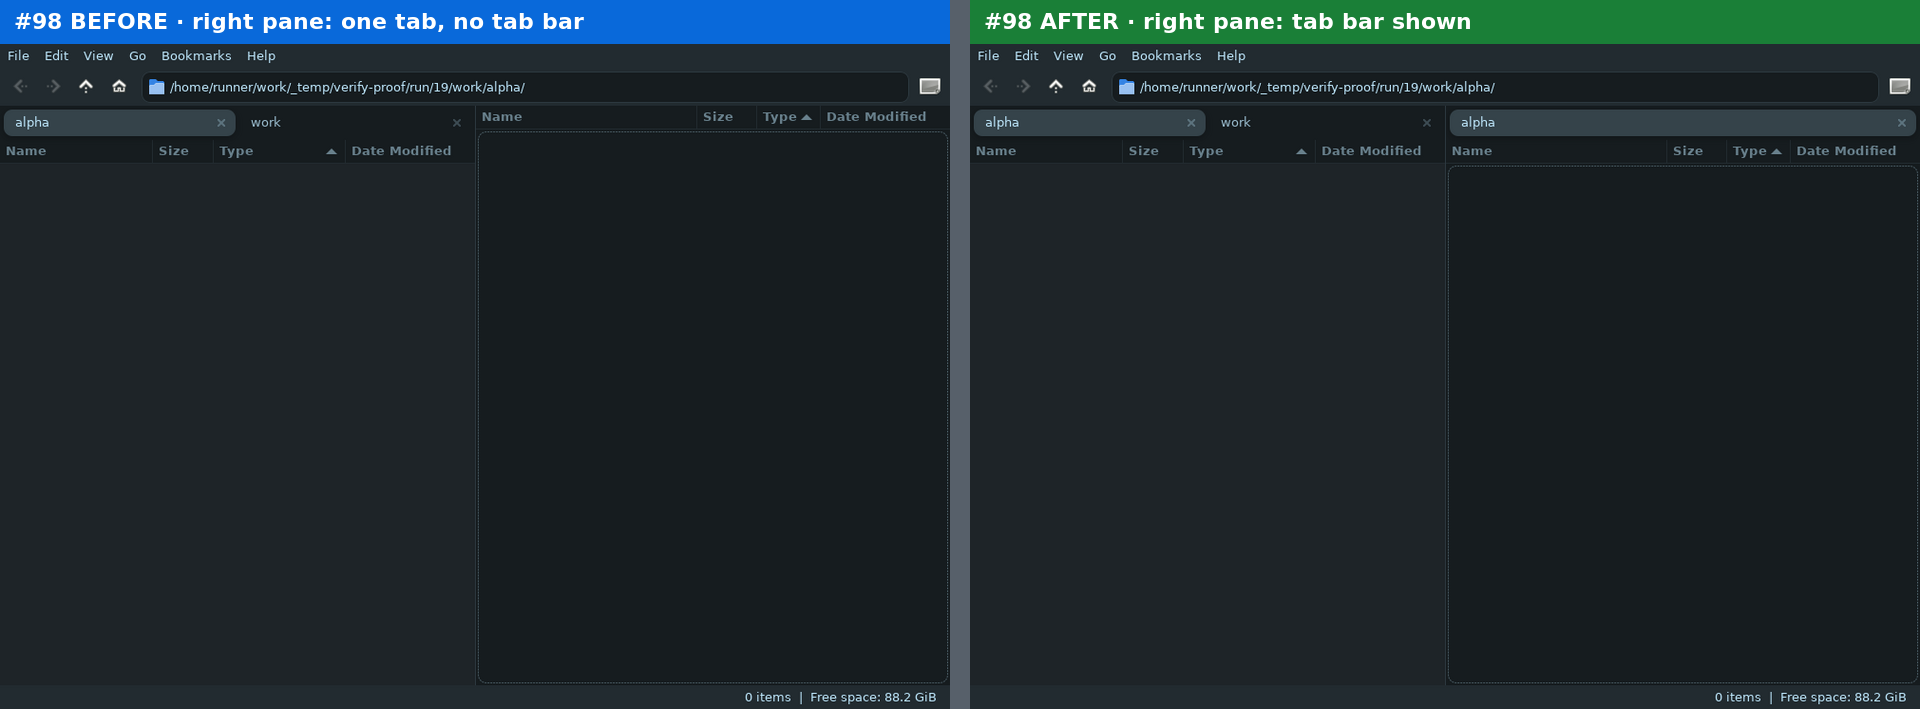 #98 BEFORE · right pane: one tab, no tab bar
File Edit View Go Bookmarks Help
/home/runner/work/_temp/verify-proof/run/19/work/alpha/
alpha × work ×
Name Size Type Date Modified
Name Size Type Date Modified
0 items | Free space: 88.2 GiB
#98 AFTER · right pane: tab bar shown
File Edit View Go Bookmarks Help
/home/runner/work/_temp/verify-proof/run/19/work/alpha/
alpha × work ×
Name Size Type Date Modified
alpha ×
Name Size Type Date Modified
0 items | Free space: 88.2 GiB